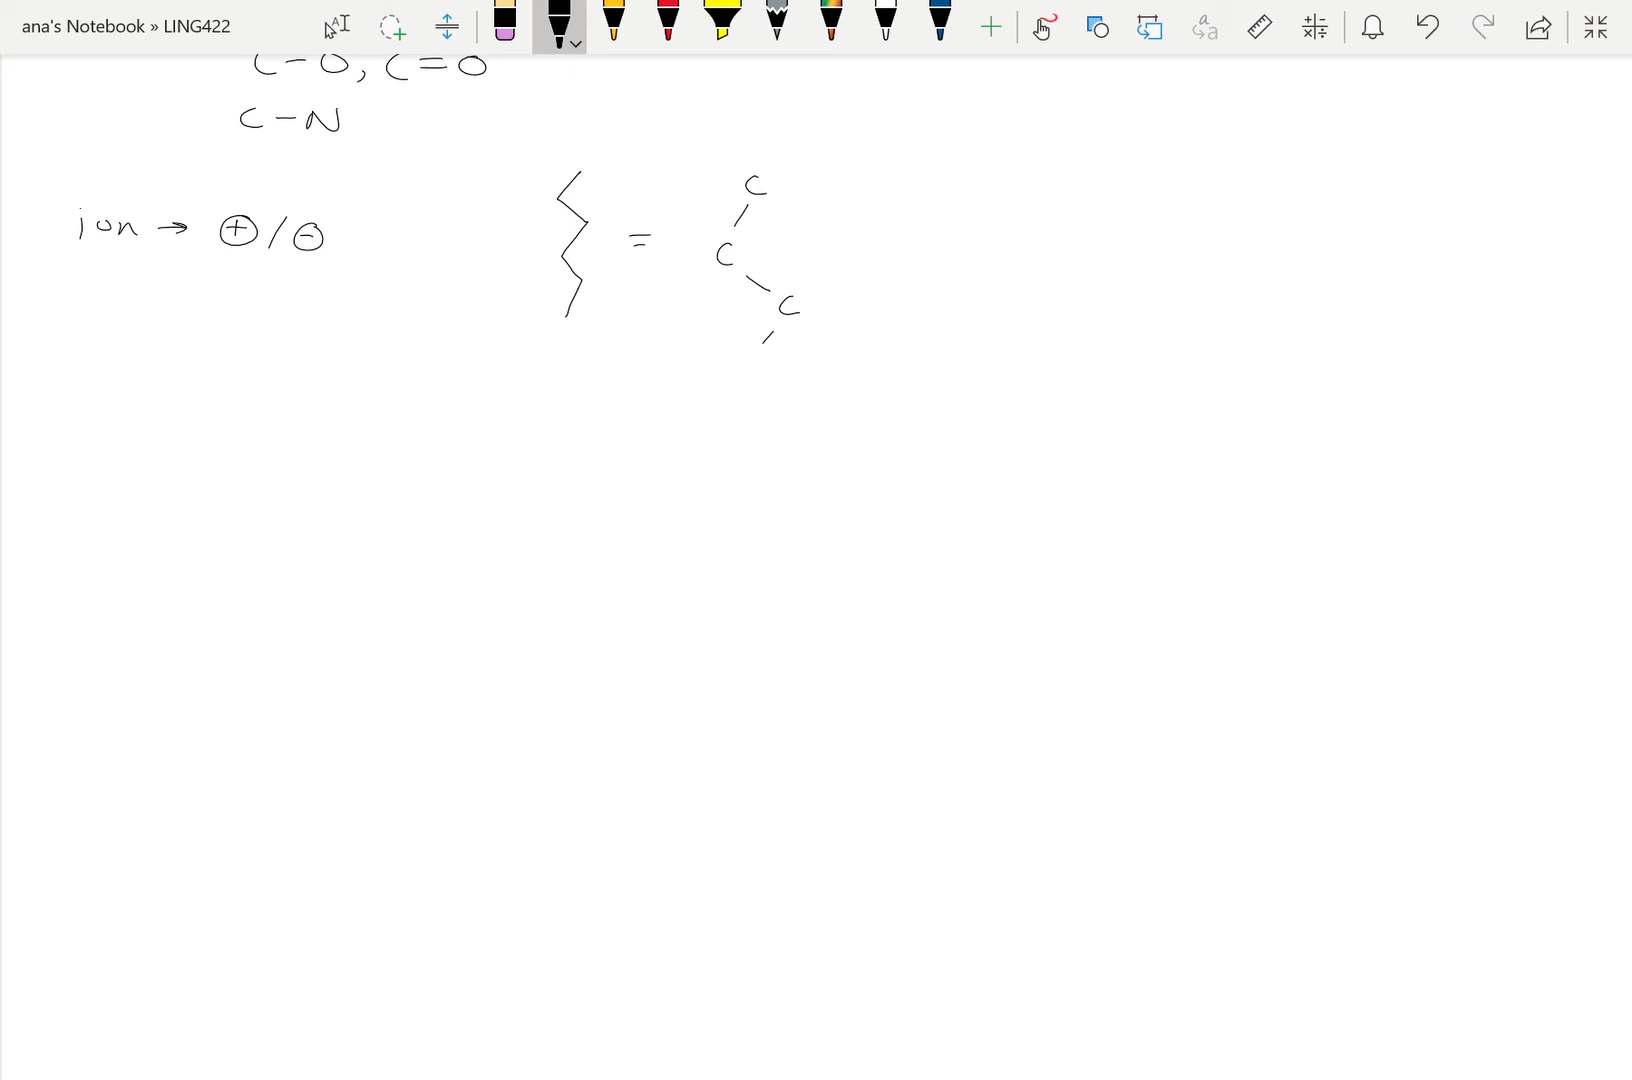 ana's Notebook » LING422
C-O, C=O
C-N
ion → ⊕/⊖
=
C
C
C